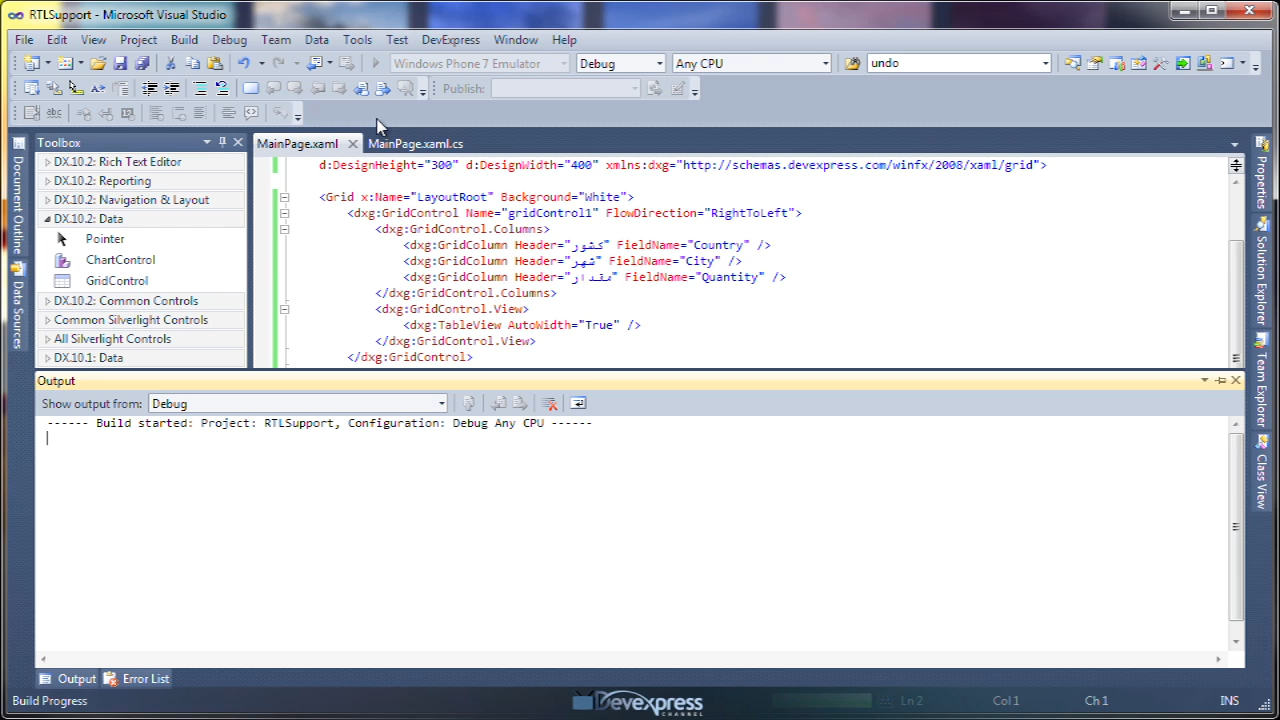 RTLSupport - Microsoft Visual Studio
File Edit View Project Build Debug Team Data Tools Test DevExpress Window Help
Windows Phone 7 Emulator Debug Any CPU undo
Publish:
Toolbox
MainPage.xaml MainPage.xaml.cs
DX.10.2: Rich Text Editor
DX.10.2: Reporting
DX.10.2: Navigation & Layout
DX.10.2: Data
Pointer
ChartControl
GridControl
DX.10.2: Common Controls
Common Silverlight Controls
All Silverlight Controls
DX.10.1: Data
Document Outline
Data Sources
d:DesignHeight="300" d:DesignWidth="400" xmlns:dxg="http://schemas.devexpress.com/winfx/2008/xaml/grid">
<Grid x:Name="LayoutRoot" Background="White">
<dxg:GridControl Name="gridControl1" FlowDirection="RightToLeft">
<dxg:GridControl.Columns>
<dxg:GridColumn Header="کشور" FieldName="Country" />
<dxg:GridColumn Header="شهر" FieldName="City" />
<dxg:GridColumn Header="مقدار" FieldName="Quantity" />
</dxg:GridControl.Columns>
<dxg:GridControl.View>
<dxg:TableView AutoWidth="True" />
</dxg:GridControl.View>
</dxg:GridControl>
Properties
Solution Explorer
Team Explorer
Class View
Output
Show output from: Debug
------ Build started: Project: RTLSupport, Configuration: Debug Any CPU ------
Output Error List
Build Progress
Devexpress
CHANNEL
Ln 2 Col 1 Ch 1 INS